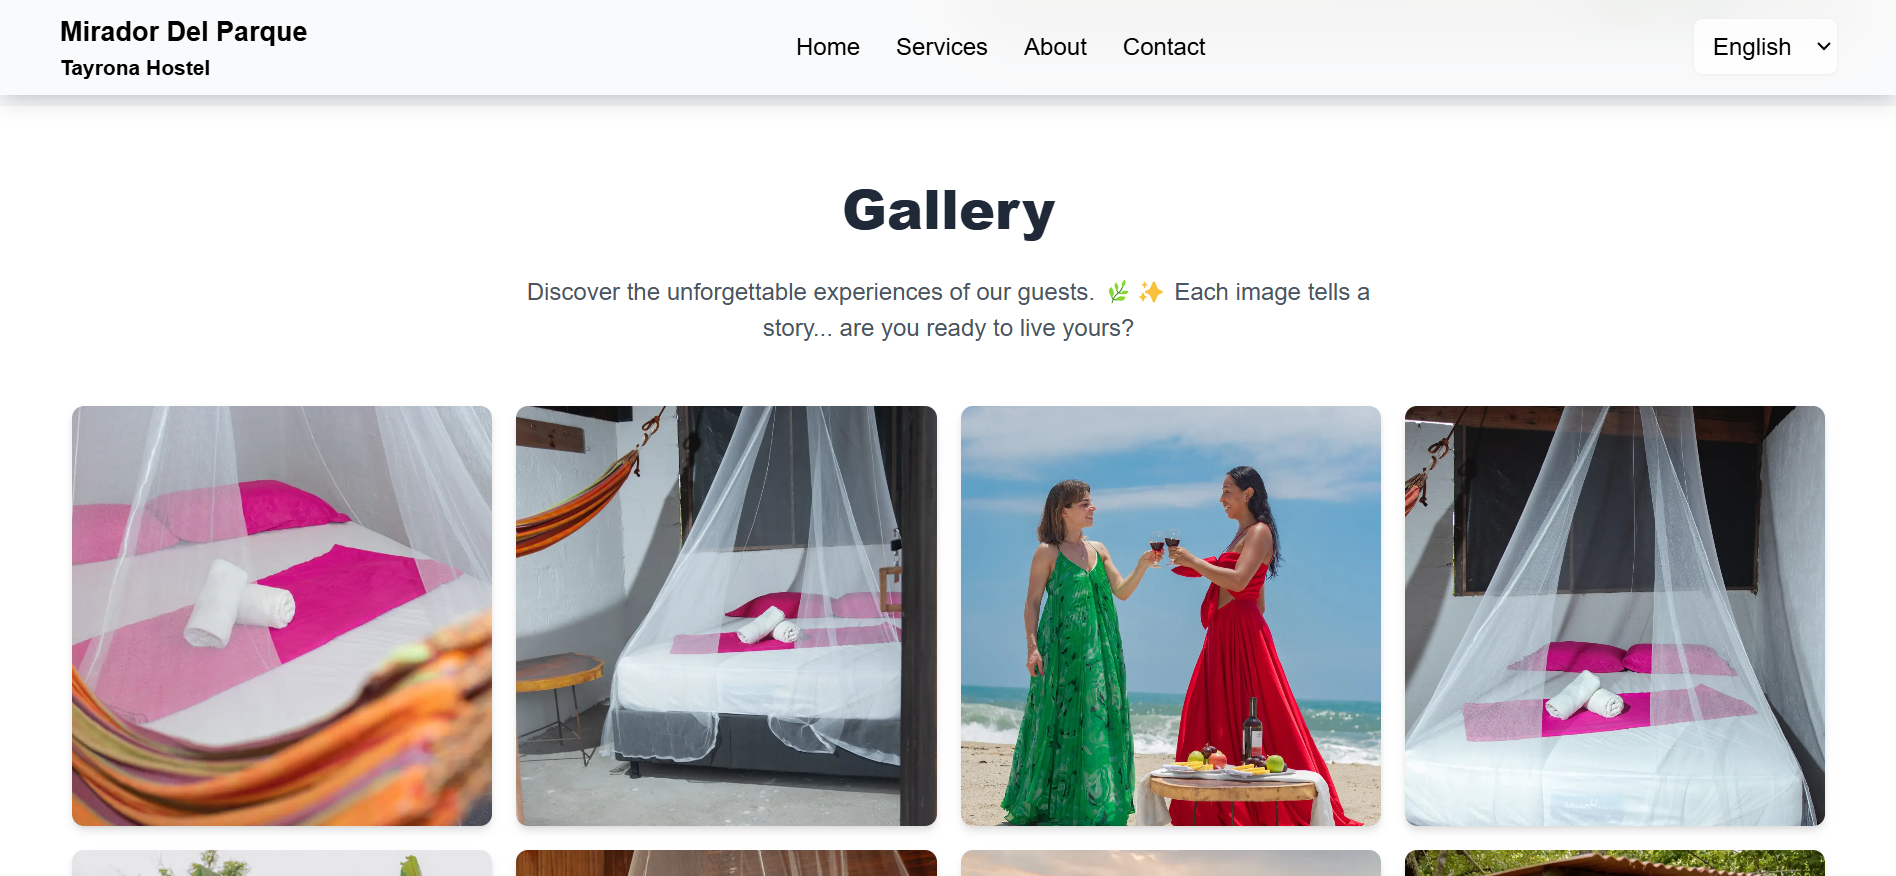 Mirador Del Parque
Tayrona Hostel
Home Services About Contact
English
Gallery
Discover the unforgettable experiences of our guests. 🌿✨ Each image tells a
story... are you ready to live yours?